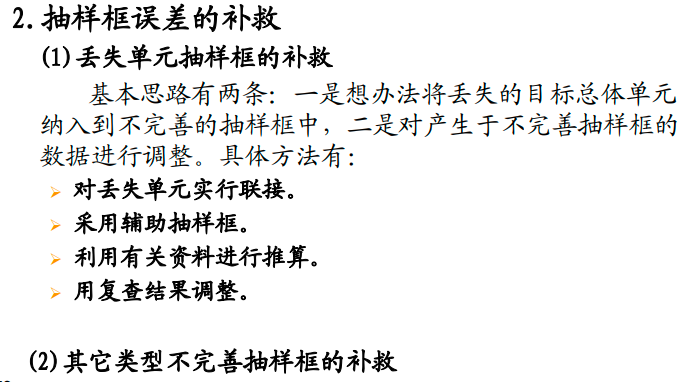 2.抽样框误差的补救
(1)丢失单元抽样框的补救
基本思路有两条：一是想办法将丢失的目标总体单元
纳入到不完善的抽样框中，二是对产生于不完善抽样框的
数据进行调整。具体方法有：
➢ 对丢失单元实行联接。
➢ 采用辅助抽样框。
➢ 利用有关资料进行推算。
➢ 用复查结果调整。
(2)其它类型不完善抽样框的补救